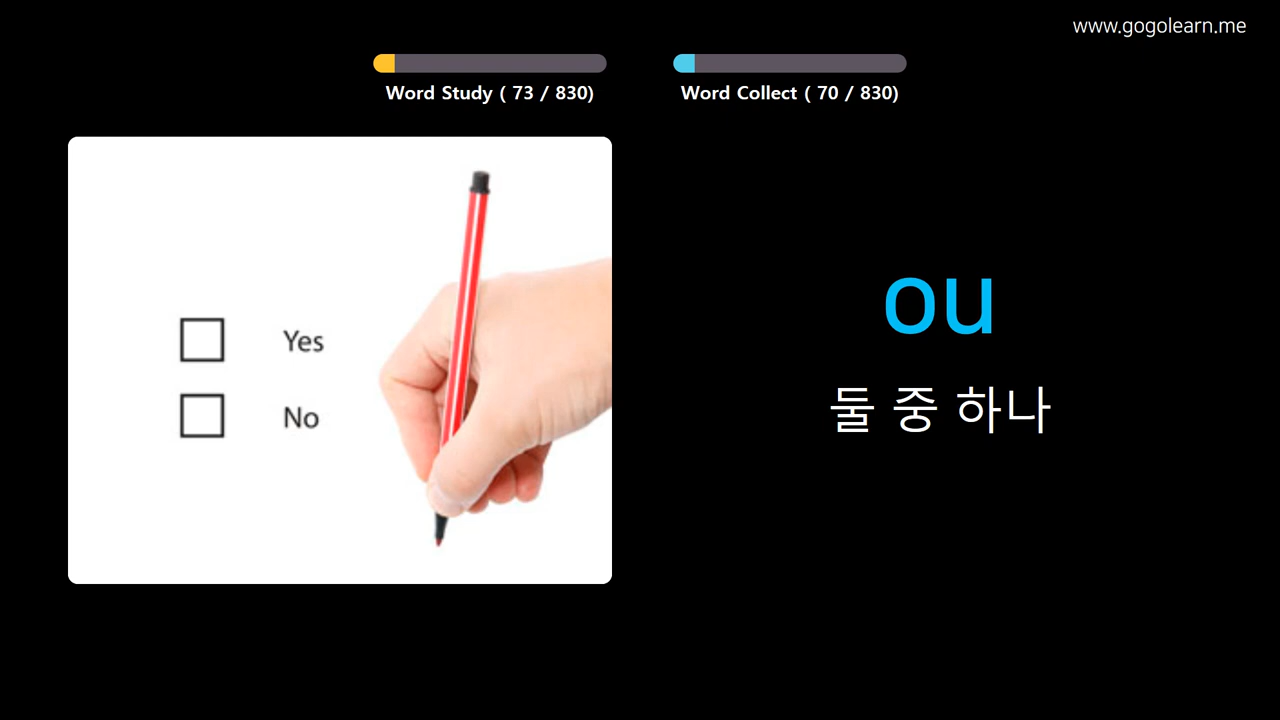 www.gogolearn.me
Word Study ( 73 / 830)
Word Collect ( 70 / 830)
Yes
No
ou
둘 중 하나